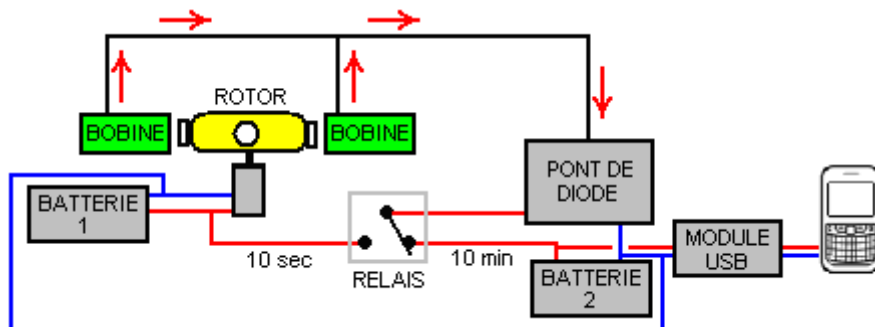 ROTOR
BOBINE
BOBINE
PONT DE
DIODE
BATTERIE
1
10 sec
RELAIS
10 min
BATTERIE
2
MODULE
USB